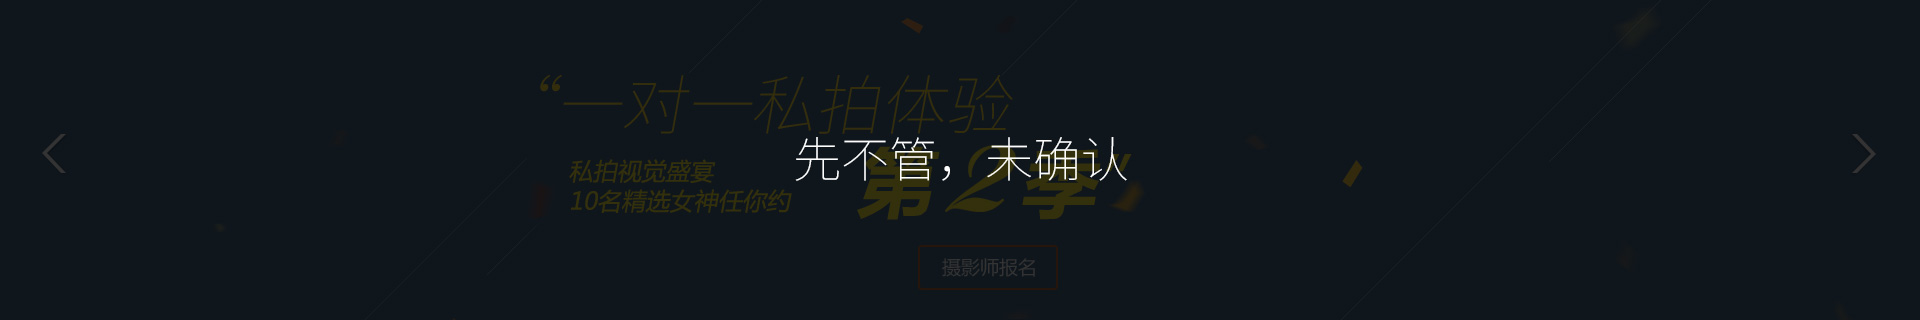 “一对一私拍体验
先不管，未确认
私拍视觉盛宴
10名精选女神任你约
第2季”
摄影师报名